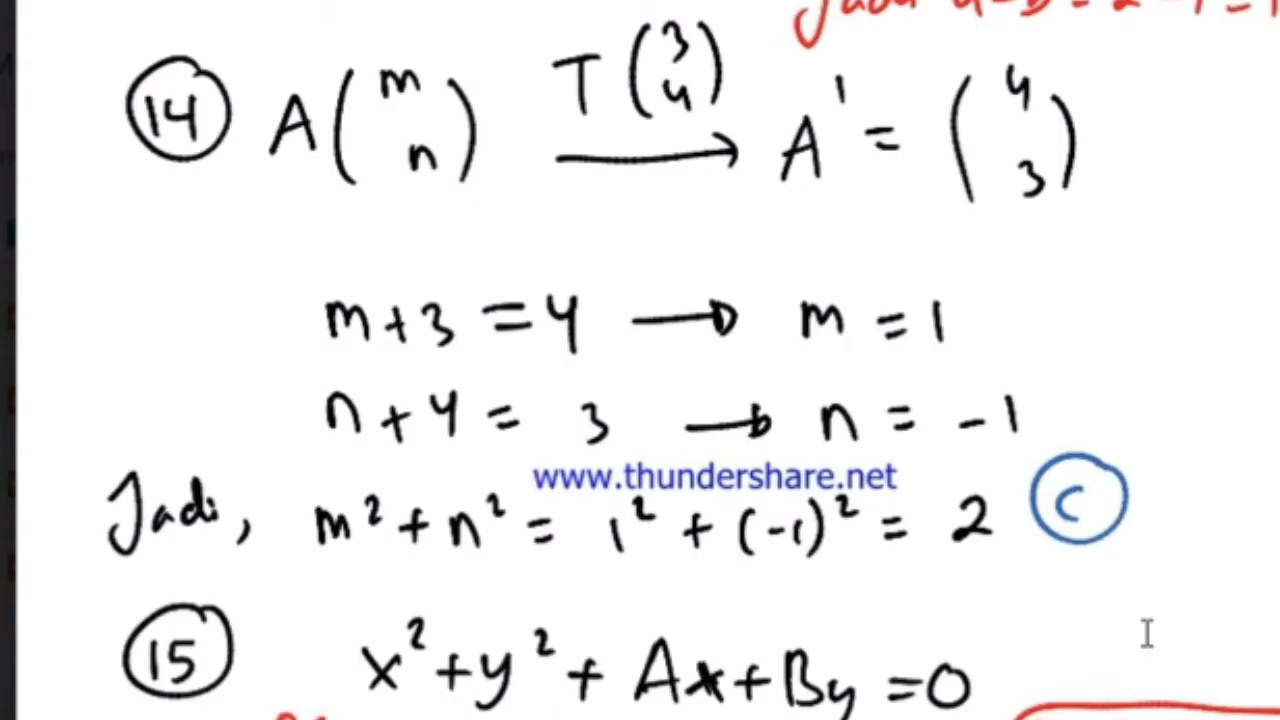 Jadi
14 A(m n) T(3 4) → A' = (4 3)
m+3 = 4 → m = 1
n+4 = 3 → n = -1
www.thundershare.net
Jadi, m² + n² = 1² + (-1)² = 2 C
15 x² + y² + Ax + By = 0